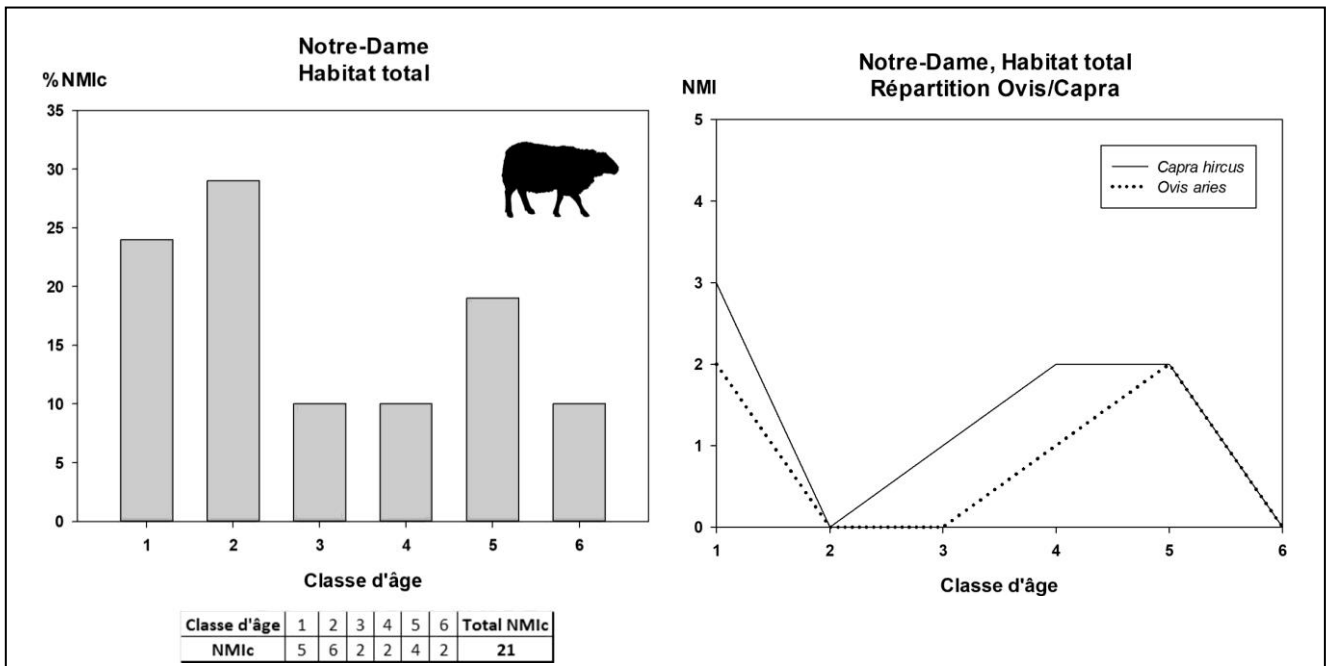 Notre-Dame
Habitat total
%NMIc
35
30
25
20
15
10
5
0
1 2 3 4 5 6
Classe d'âge
Classe d'âge 1 2 3 4 5 6 Total NMIc
NMIc 5 6 2 2 4 2 21
Notre-Dame, Habitat total
Répartition Ovis/Capra
NMI
5
4
3
2
1
0
Capra hircus
Ovis aries
1 2 3 4 5 6
Classe d'âge